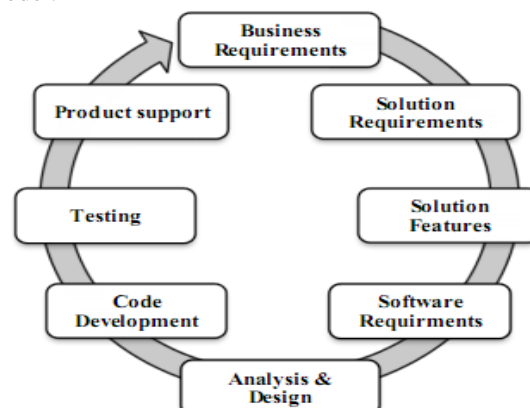 Business
Requirements
Solution
Requirements
Solution
Features
Software
Requirments
Analysis &
Design
Code
Development
Testing
Product support